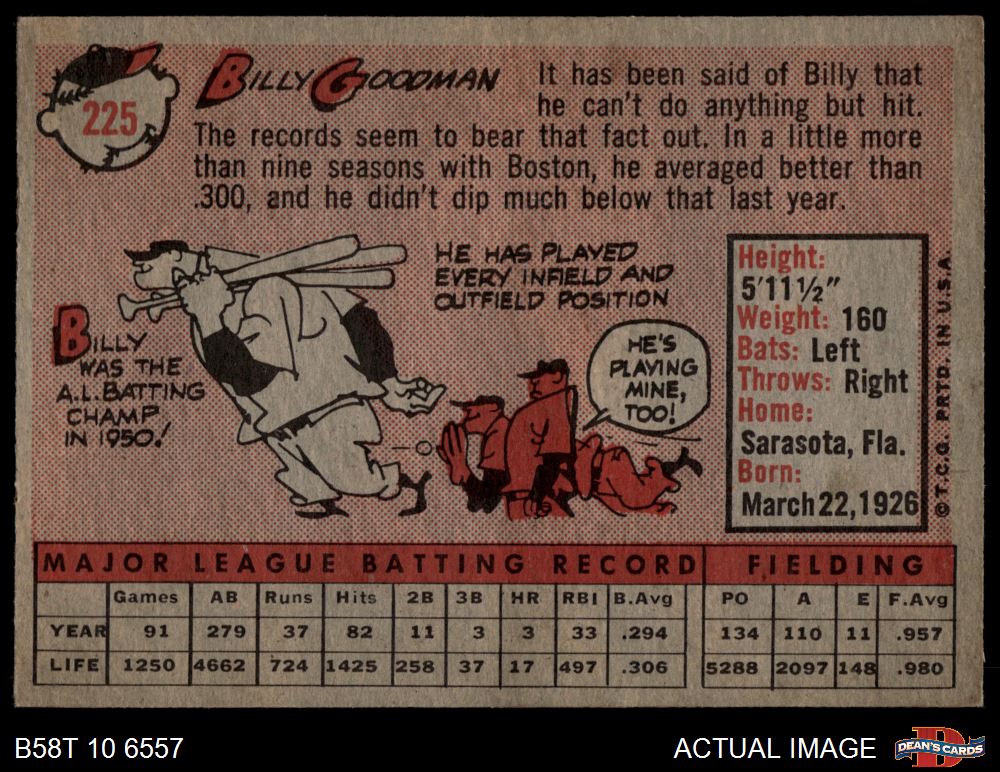 225
BILLY GOODMAN
It has been said of Billy that
he can't do anything but hit.
The records seem to bear that fact out. In a little more
than nine seasons with Boston, he averaged better than
.300, and he didn't dip much below that last year.
HE HAS PLAYED
EVERY INFIELD AND
OUTFIELD POSITION
BILLY
WAS THE
A.L. BATTING
CHAMP
IN 1950!
HE'S
PLAYING
MINE,
TOO!
Height:
5'11½"
Weight: 160
Bats: Left
Throws: Right
Home:
Sarasota, Fla.
Born:
March 22, 1926
© T.C.G. PRTD. IN U.S.A.
MAJOR LEAGUE BATTING RECORD FIELDING
Games AB Runs Hits 2B 3B HR RBI B.Avg PO A E F.Avg
YEAR 91 279 37 82 11 3 3 33 .294 134 110 11 .957
LIFE 1250 4662 724 1425 258 37 17 497 .306 5288 2097 148 .980
B58T 10 6557
ACTUAL IMAGE
D
DEAN'S CARDS